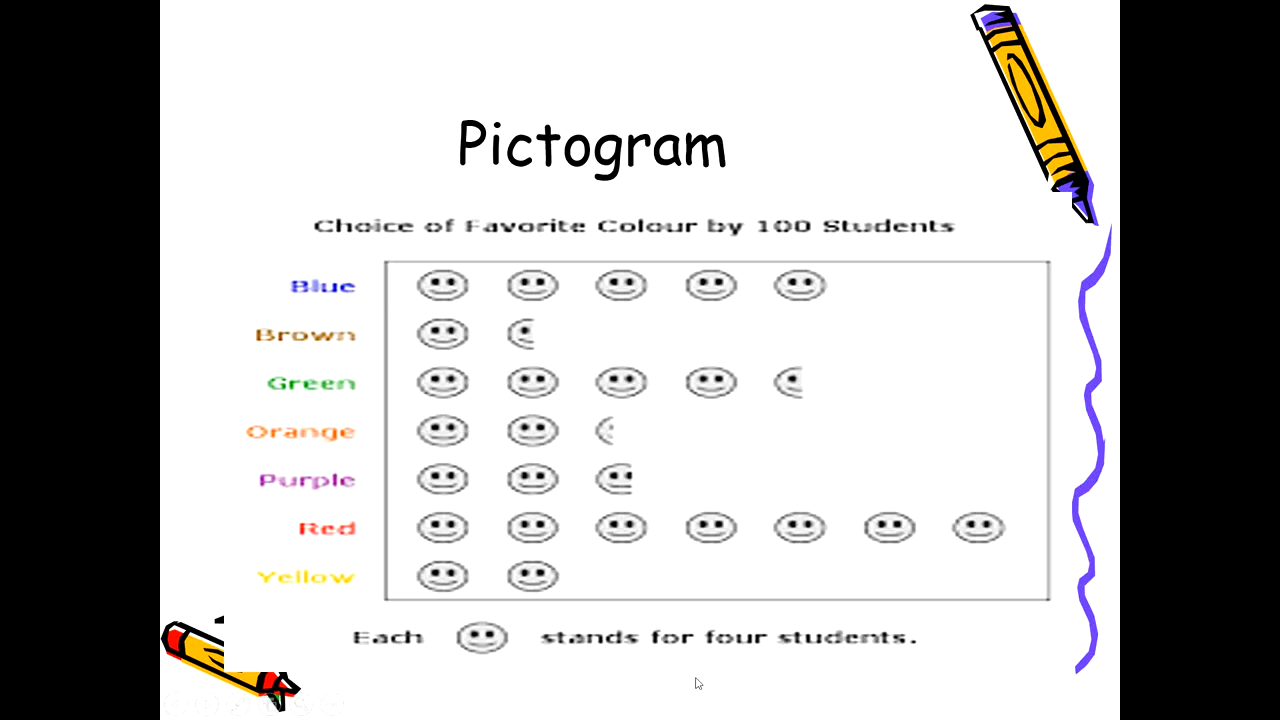 Pictogram
Choice of Favorite Colour by 100 Students
Blue
Brown
Green
Orange
Purple
Red
Yellow
Each stands for four students.